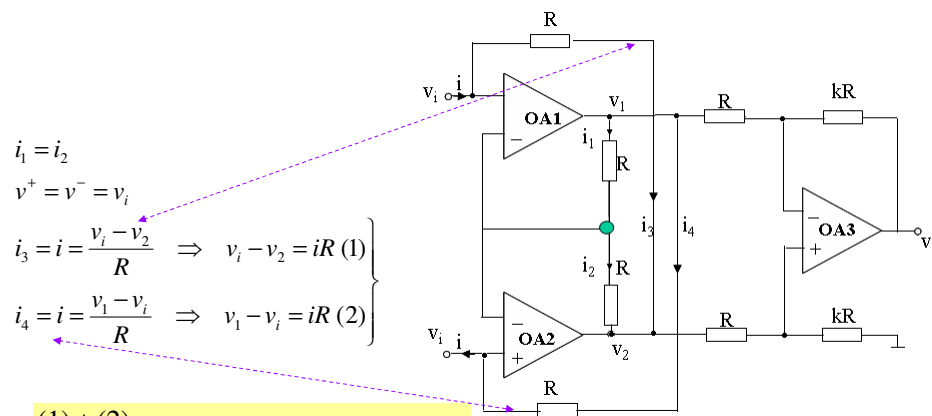 i₁ = i₂
v⁺ = v⁻ = vᵢ
i₃ = i = (vᵢ − v₂)/R ⇒ vᵢ − v₂ = iR (1)
i₄ = i = (v₁ − vᵢ)/R ⇒ v₁ − vᵢ = iR (2)
(1) + (2)
R
vᵢ
i
OA1
−
v₁
i₁
R
i₂
R
i₃
i₄
vᵢ
i
−
+
OA2
v₂
R
R
kR
−
+
OA3
v
R
kR